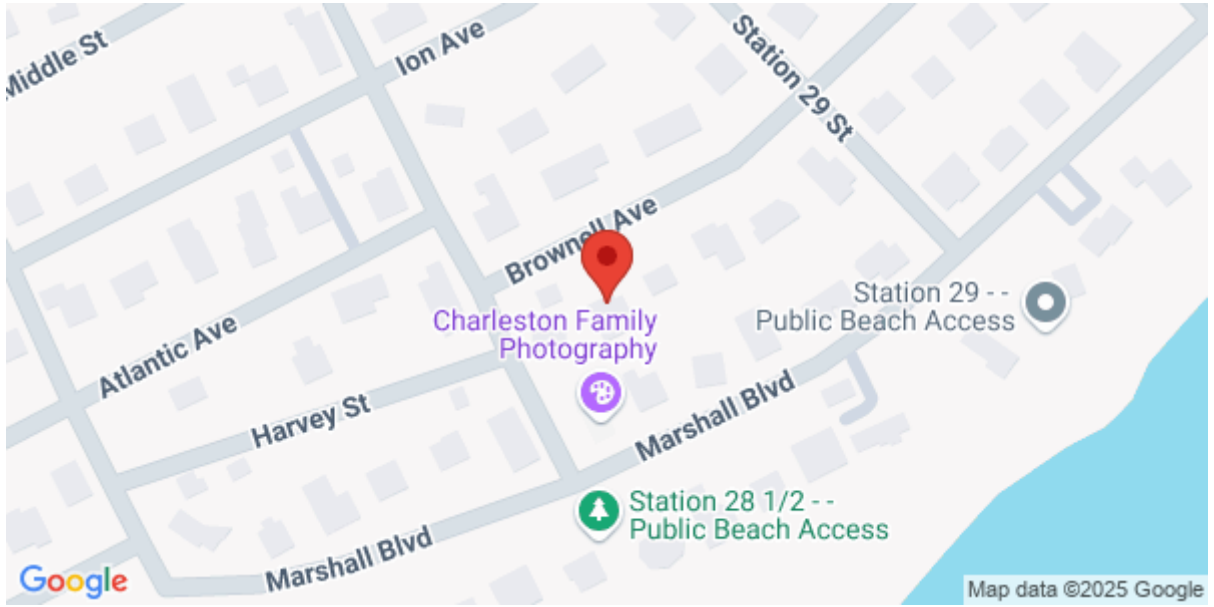 Middle St
Ion Ave
Station 29 St
Brownell Ave
Station 29 - -
Public Beach Access
Charleston Family
Photography
Atlantic Ave
Harvey St
Marshall Blvd
Station 28 1/2 - -
Public Beach Access
Marshall Blvd
Google
Map data ©2025 Google